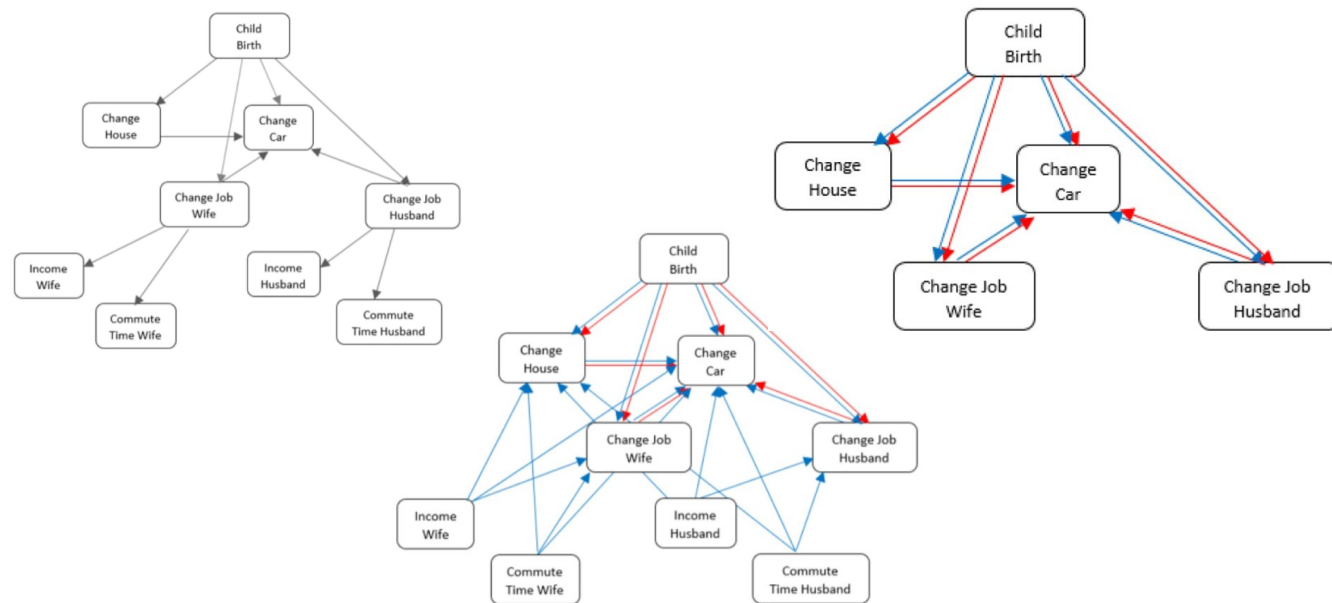 Child
Birth
Change
House
Change
Car
Change Job
Wife
Change Job
Husband
Income
Wife
Income
Husband
Commute
Time Wife
Commute
Time Husband
Child
Birth
Change
House
Change
Car
Change Job
Wife
Change Job
Husband
Income
Wife
Income
Husband
Commute
Time Wife
Commute
Time Husband
Child
Birth
Change
House
Change
Car
Change Job
Wife
Change Job
Husband